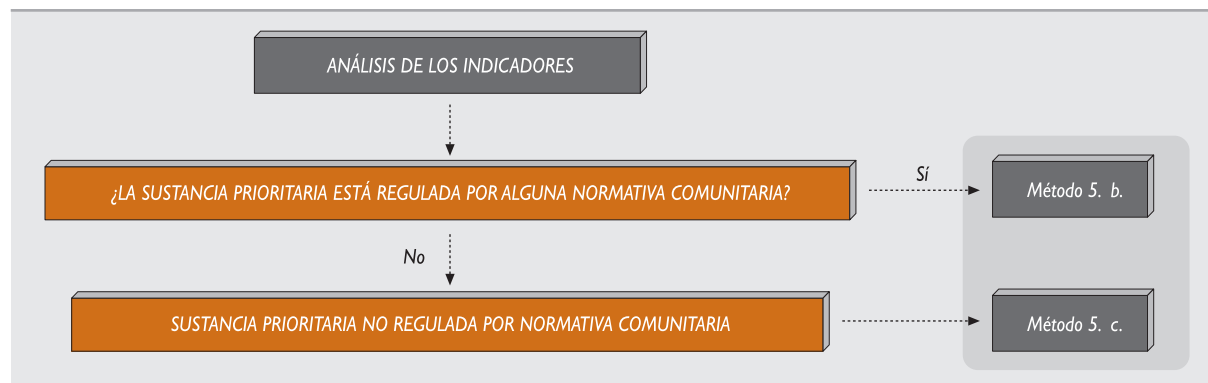 ANÁLISIS DE LOS INDICADORES
¿LA SUSTANCIA PRIORITARIA ESTÁ REGULADA POR ALGUNA NORMATIVA COMUNITARIA?
Sí
Método 5. b.
No
SUSTANCIA PRIORITARIA NO REGULADA POR NORMATIVA COMUNITARIA
Método 5. c.